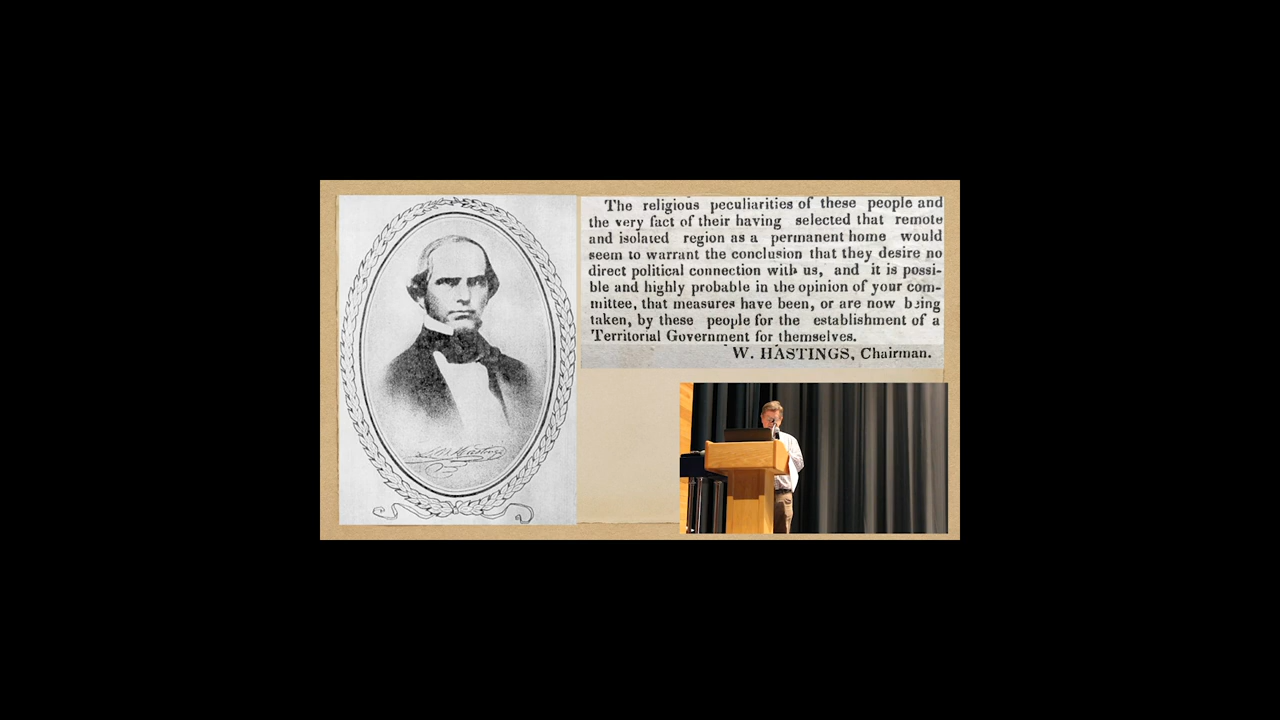 The religious peculiarities of these people and
the very fact of their having selected that remote
and isolated region as a permanent home would
seem to warrant the conclusion that they desire no
direct political connection with us, and it is possi-
ble and highly probable in the opinion of your com-
mittee, that measures have been, or are now being
taken, by these people for the establishment of a
Territorial Government for themselves.
W. HASTINGS, Chairman.
L. W. Hastings